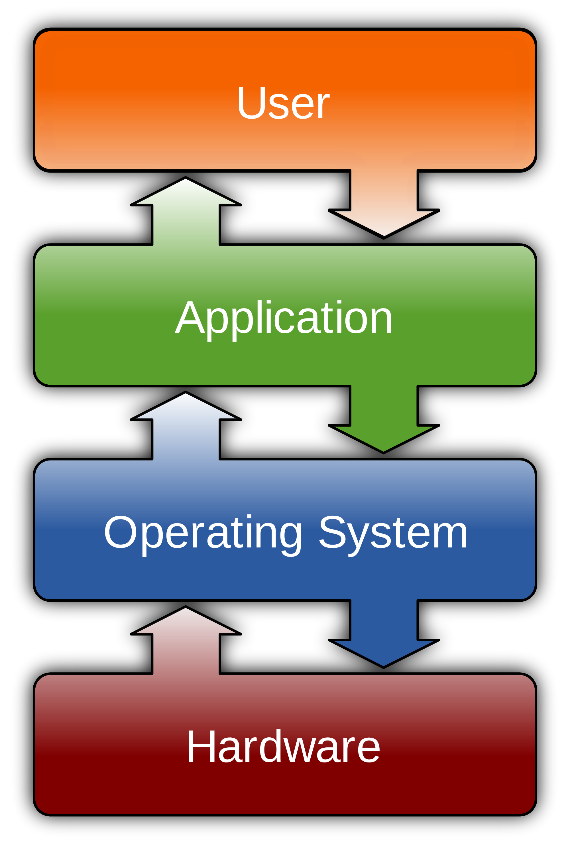 User
Application
Operating System
Hardware